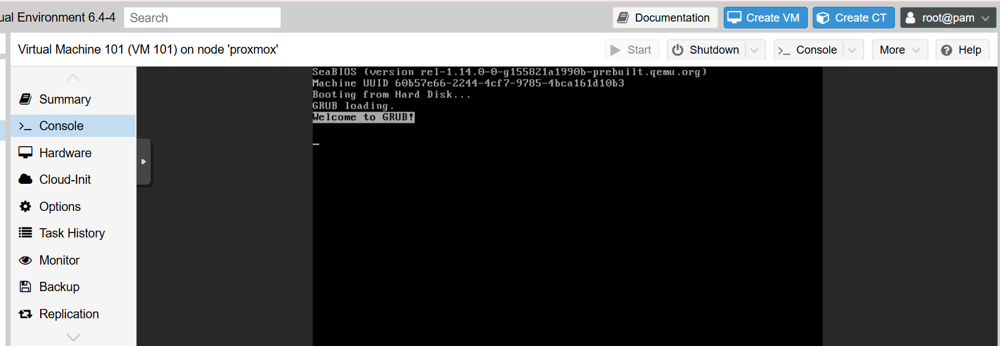 ual Environment 6.4-4
Search
Documentation
Create VM
Create CT
root@pam
Virtual Machine 101 (VM 101) on node 'proxmox'
Start
Shutdown
Console
More
Help
Summary
Console
Hardware
Cloud-Init
Options
Task History
Monitor
Backup
Replication
SeaBIOS (version rel-1.14.0-0-g155821a1990b-prebuilt.qemu.org)
Machine UUID 60b57e66-2244-4cf7-9785-4bca161d10b3
Booting from Hard Disk...
GRUB loading.
Welcome to GRUB!